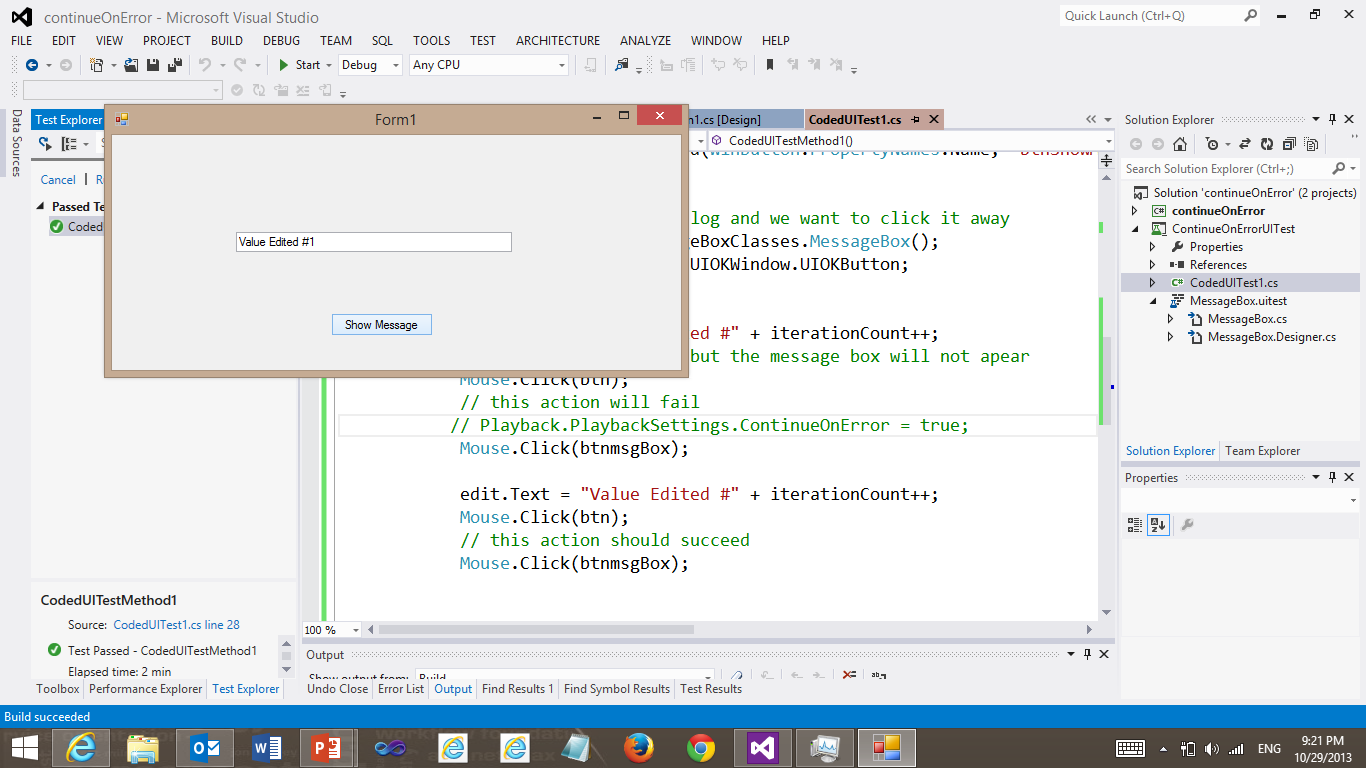 continueOnError - Microsoft Visual Studio
Quick Launch (Ctrl+Q)
FILE EDIT VIEW PROJECT BUILD DEBUG TEAM SQL TOOLS TEST ARCHITECTURE ANALYZE WINDOW HELP
Start Debug Any CPU
Data Sources
Test Explorer
Form1
n1.cs [Design]
CodedUITest1.cs
CodedUITestMethod1()
Cancel
Passed Te
Coded
Value Edited #1
Show Message
log and we want to click it away
eBoxClasses.MessageBox();
UIOKWindow.UIOKButton;
ed #" + iterationCount++;
but the message box will not apear
Mouse.Click(btn);
// this action will fail
// Playback.PlaybackSettings.ContinueOnError = true;
Mouse.Click(btnmsgBox);
edit.Text = "Value Edited #" + iterationCount++;
Mouse.Click(btn);
// this action should succeed
Mouse.Click(btnmsgBox);
100 %
Solution Explorer
Search Solution Explorer (Ctrl+;)
Solution 'continueOnError' (2 projects)
continueOnError
ContinueOnErrorUITest
Properties
References
CodedUITest1.cs
MessageBox.uitest
MessageBox.cs
MessageBox.Designer.cs
Solution Explorer Team Explorer
Properties
CodedUITestMethod1
Source: CodedUITest1.cs line 28
Test Passed - CodedUITestMethod1
Elapsed time: 2 min
Output
Show output from: Build
Toolbox Performance Explorer Test Explorer
Undo Close Error List Output Find Results 1 Find Symbol Results Test Results
Build succeeded
ENG
9:21 PM
10/29/2013